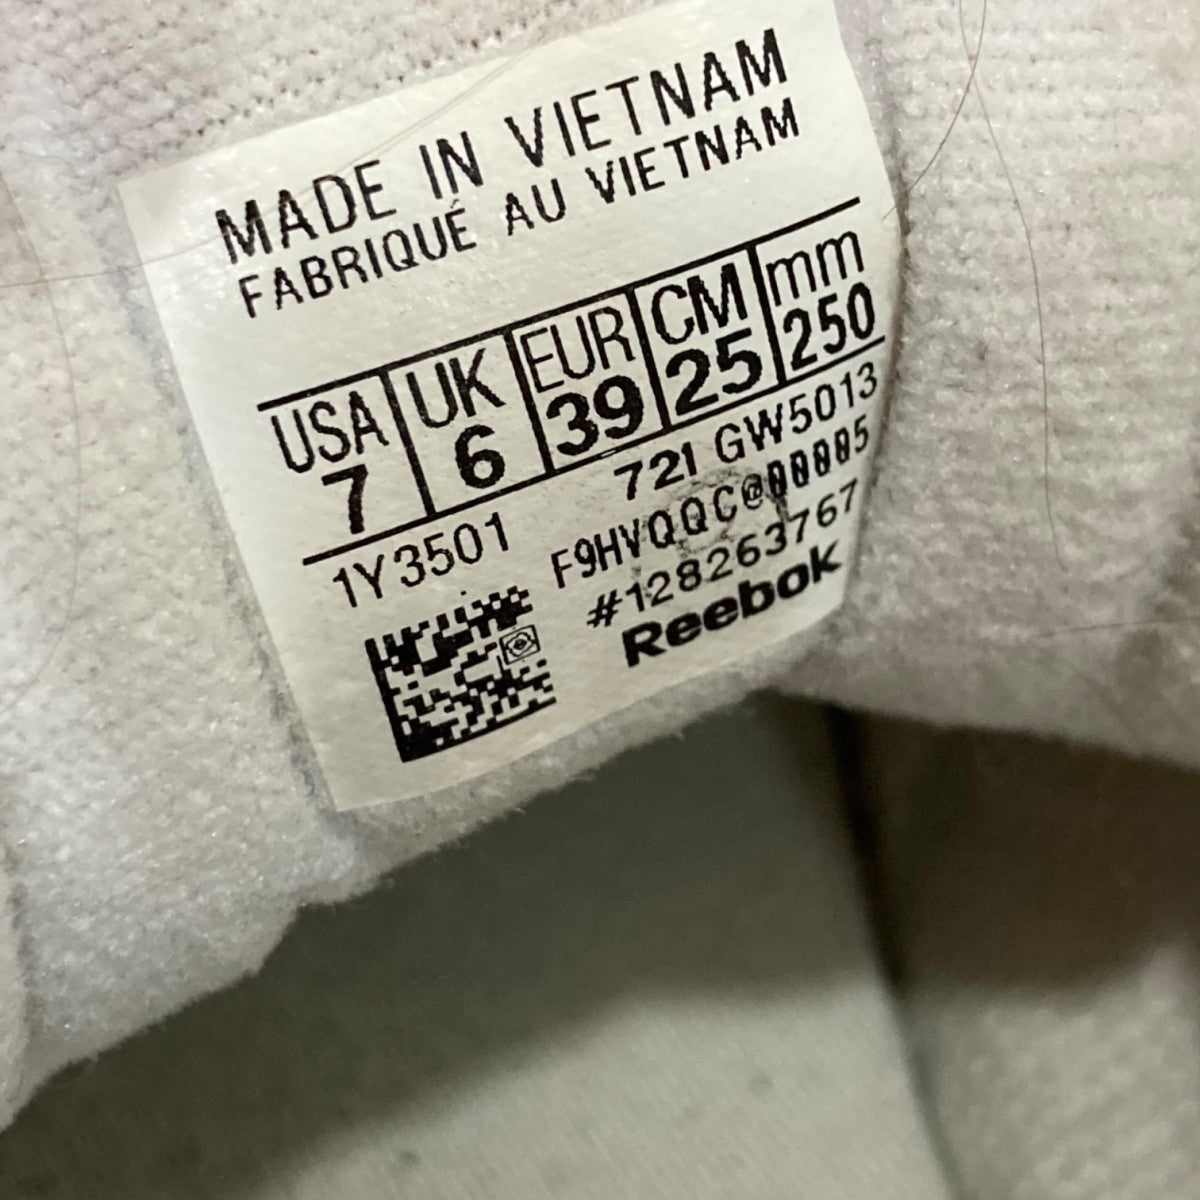 MADE IN VIETNAM
FABRIQUÉ AU VIETNAM
USA UK EUR CM mm
7 6 39 25 250
1Y3501 721 GW5013
#128263767
Reebok